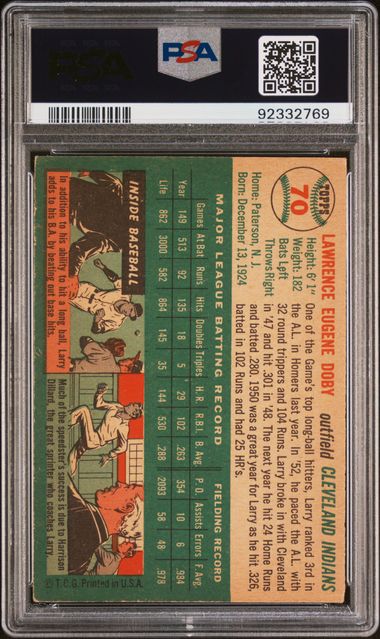 PSA
PSA
92332769
TOPPS
70
LAWRENCE EUGENE DOBY outfield CLEVELAND INDIANS
Height: 6' 1"
Weight: 182
Bats Left
Throws Right
Home: Paterson, N. J.
Born: December 13, 1924
One of the Game's top long-ball hitters, Larry ranked 3rd in
the A.L. in Homers last year. In '52, he paced the A.L. with
32 round trippers and 104 Runs. Larry broke in with Cleveland
in '47 and hit .301 in '48. The next year he hit 24 Home Runs
and batted .280. 1950 was a great year for Larry as he hit .326,
batted in 102 Runs and had 25 HR's.
MAJOR LEAGUE BATTING RECORD FIELDING RECORD
Games At Bat Runs Hits Doubles Triples H. R. R.B.I. B. Avg P. O. Assists Errors F. Avg.
Year 149 513 92 135 18 5 29 102 .263 354 10 6 .984
Life 862 3000 582 864 145 35 144 530 .288 2093 58 48 .978
INSIDE BASEBALL
In addition to his ability to hit a long ball, Larry
adds to his B.A. by beating out base hits.
Much of the speedster's success is due to Harrison
Dillard the great sprinter who coaches Larry.
© T. C. G. Printed in U.S.A.